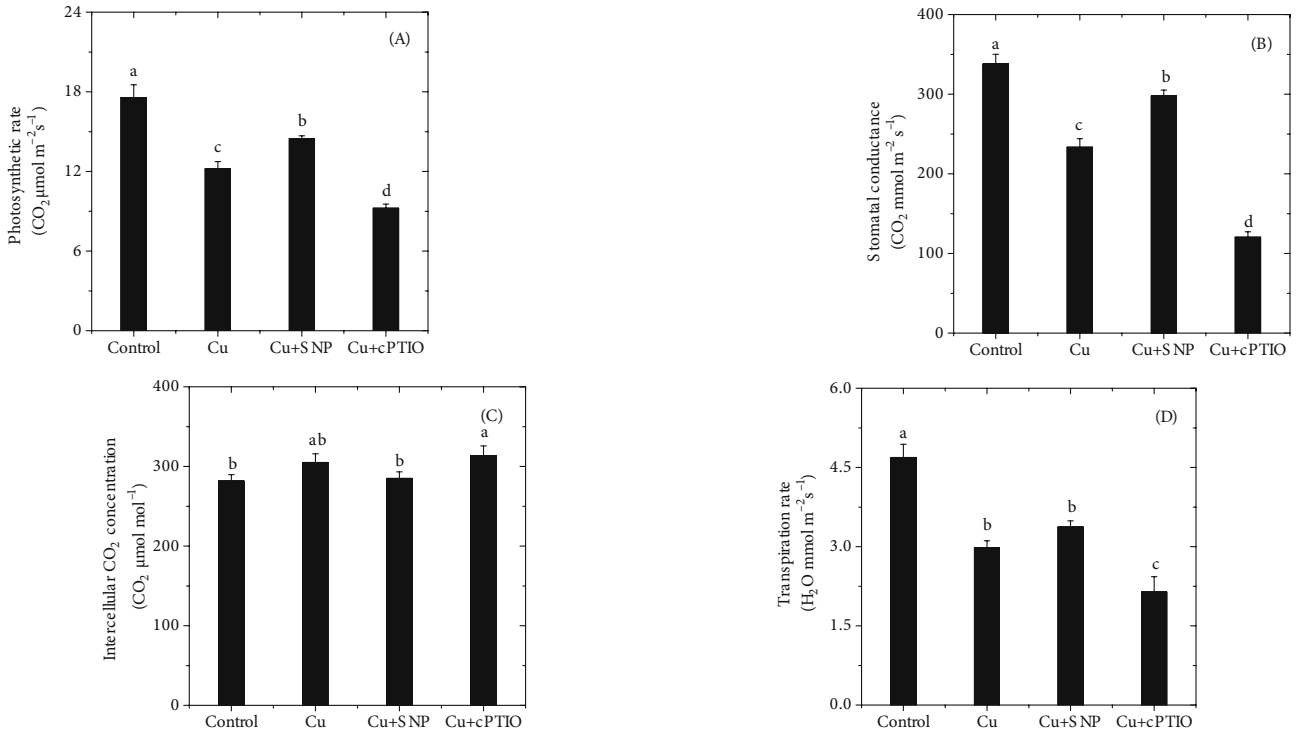 (A)
Photosynthetic rate
(CO₂ μmol m⁻²s⁻¹)
24
18
12
6
0
a
c
b
d
Control Cu Cu+SNP Cu+cPTIO
(B)
Stomatal conductance
(CO₂ mmol m⁻² s⁻¹)
400
300
200
100
0
a
c
b
d
Control Cu Cu+SNP Cu+cPTIO
(C)
Intercellular CO₂ concentration
(CO₂ μmol mol⁻¹)
400
300
200
100
0
b
ab
b
a
Control Cu Cu+SNP Cu+cPTIO
(D)
Transpiration rate
(H₂O mmol m⁻²s⁻¹)
6.0
4.5
3.0
1.5
0.0
a
b
b
c
Control Cu Cu+SNP Cu+cPTIO